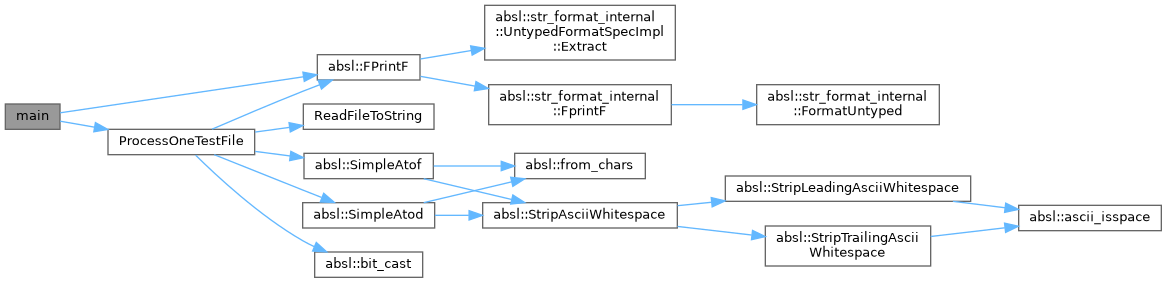 main
absl::FPrintF
ProcessOneTestFile
absl::str_format_internal
::UntypedFormatSpecImpl
::Extract
absl::str_format_internal
::FprintF
absl::str_format_internal
::FormatUntyped
ReadFileToString
absl::SimpleAtof
absl::SimpleAtod
absl::bit_cast
absl::from_chars
absl::StripAsciiWhitespace
absl::StripLeadingAsciiWhitespace
absl::StripTrailingAscii
Whitespace
absl::ascii_isspace